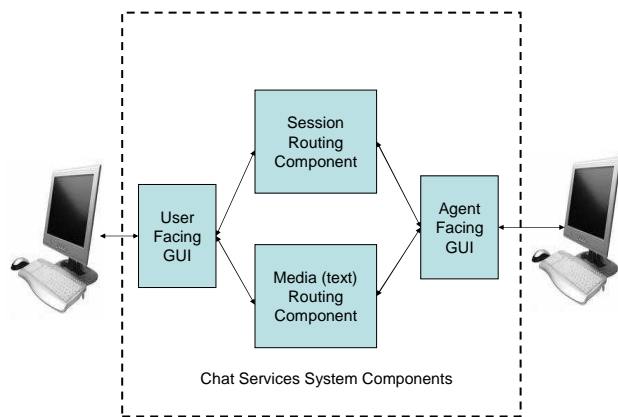 Session
Routing
Component
User
Facing
GUI
Agent
Facing
GUI
Media (text)
Routing
Component
Chat Services System Components